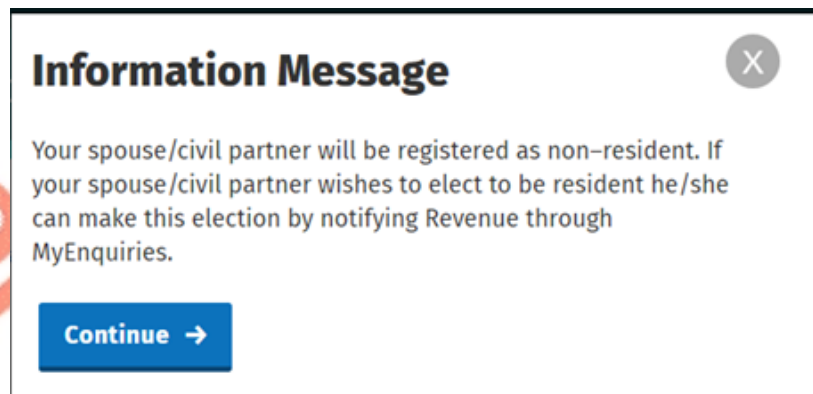 Information Message
X
Your spouse/civil partner will be registered as non–resident. If
your spouse/civil partner wishes to elect to be resident he/she
can make this election by notifying Revenue through
MyEnquiries.
Continue →